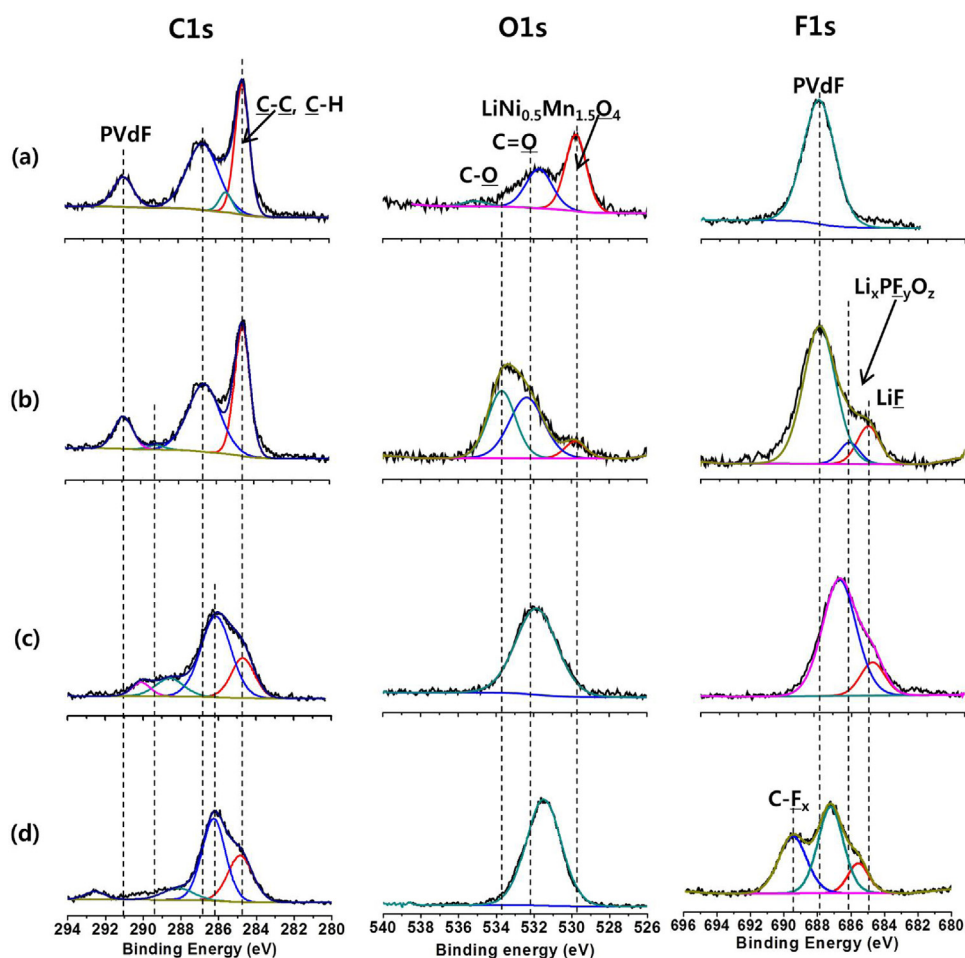 C1s O1s F1s
(a)
PVdF
C-C, C-H
LiNi0.5Mn1.5O4
C=O
C-O
PVdF
(b)
LixPFyOz
LiF
(c)
(d)
C-Fx
294 292 290 288 286 284 282 280
Binding Energy (eV)
540 538 536 534 532 530 528 526
Binding energy (eV)
696 694 692 690 688 686 684 682 680
Binding Energy (eV)